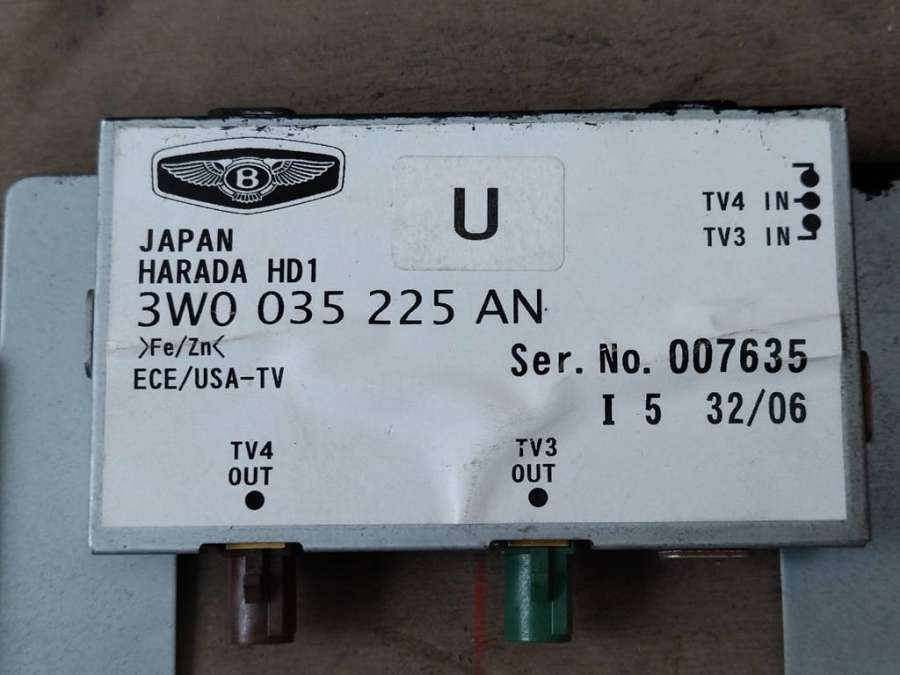 B
U
TV4 IN
TV3 IN
JAPAN
HARADA HD1
3W0 035 225 AN
>Fe/Zn<
ECE/USA-TV
Ser. No. 007635
I 5 32/06
TV4
OUT
TV3
OUT